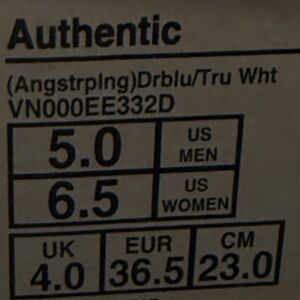 Authentic
(Angstrplng)Drblu/Tru Wht
VN000EE332D
5.0 US MEN
6.5 US WOMEN
UK EUR CM
4.0 36.5 23.0